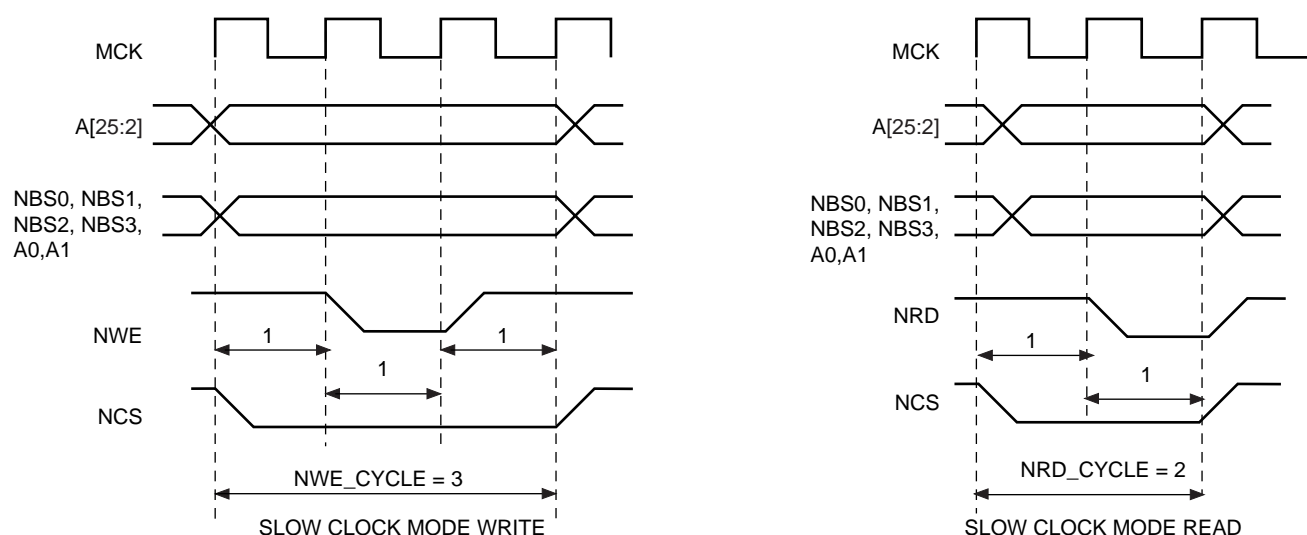 MCK
A[25:2]
NBS0, NBS1,
NBS2, NBS3,
A0,A1
NWE
1
1
1
NCS
NWE_CYCLE = 3
SLOW CLOCK MODE WRITE
MCK
A[25:2]
NBS0, NBS1,
NBS2, NBS3,
A0,A1
NRD
1
1
NCS
NRD_CYCLE = 2
SLOW CLOCK MODE READ